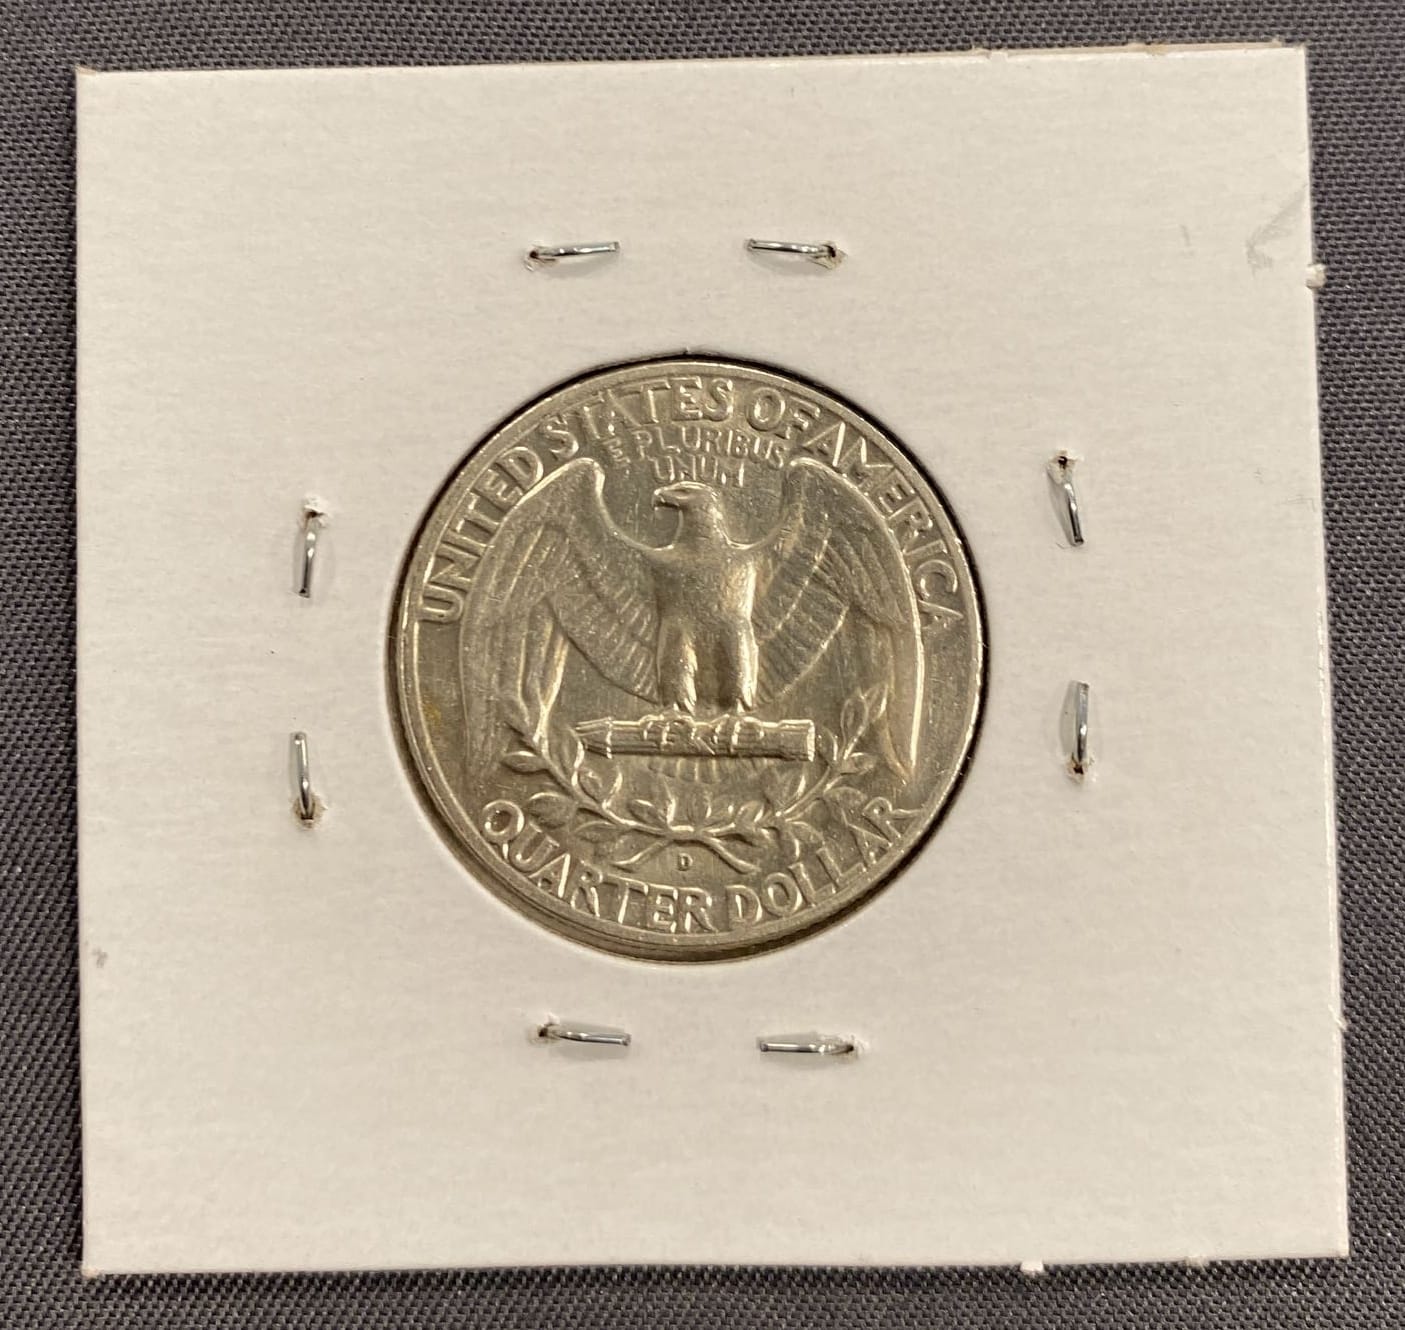 UNITED STATES OF AMERICA
E PLURIBUS
UNUM
D
QUARTER DOLLAR